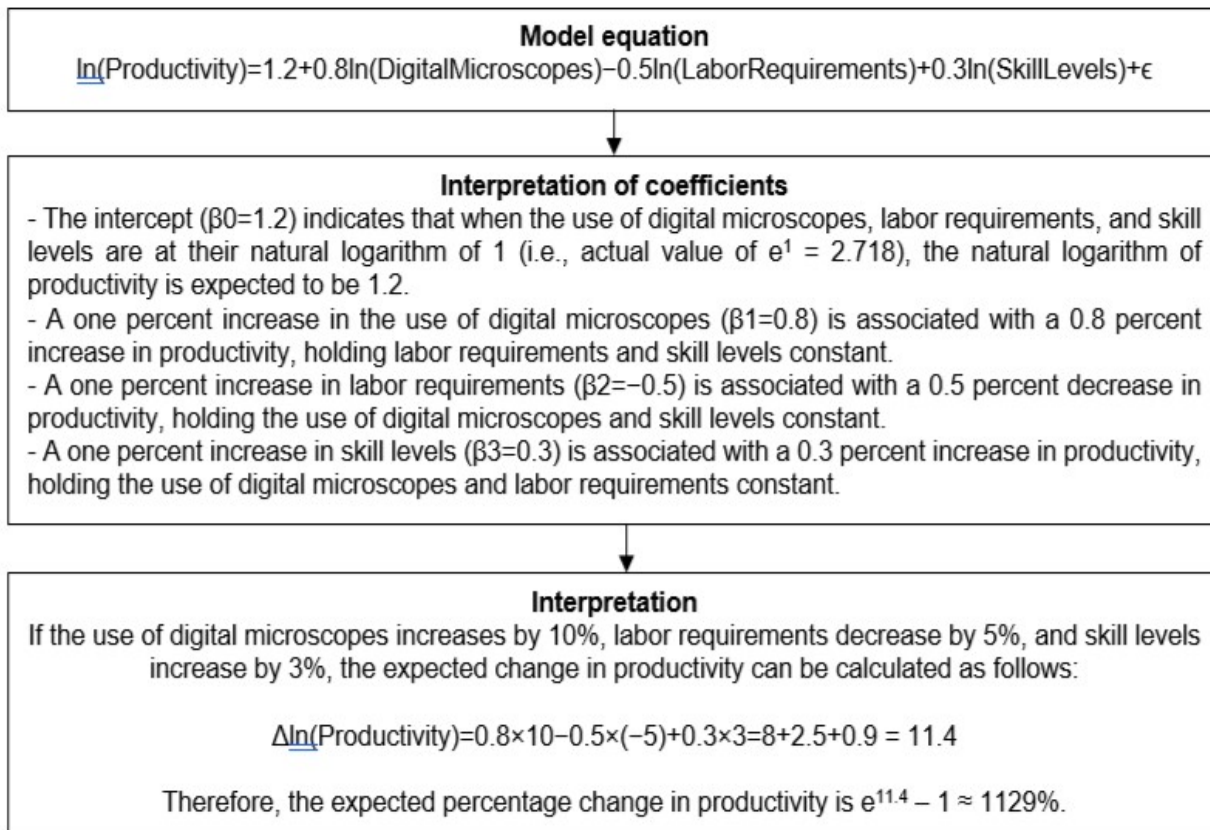 Model equation
ln(Productivity)=1.2+0.8ln(DigitalMicroscopes)−0.5ln(LaborRequirements)+0.3ln(SkillLevels)+ϵ
Interpretation of coefficients
- The intercept (β0=1.2) indicates that when the use of digital microscopes, labor requirements, and skill
levels are at their natural logarithm of 1 (i.e., actual value of e¹ = 2.718), the natural logarithm of
productivity is expected to be 1.2.
- A one percent increase in the use of digital microscopes (β1=0.8) is associated with a 0.8 percent
increase in productivity, holding labor requirements and skill levels constant.
- A one percent increase in labor requirements (β2=−0.5) is associated with a 0.5 percent decrease in
productivity, holding the use of digital microscopes and skill levels constant.
- A one percent increase in skill levels (β3=0.3) is associated with a 0.3 percent increase in productivity,
holding the use of digital microscopes and labor requirements constant.
Interpretation
If the use of digital microscopes increases by 10%, labor requirements decrease by 5%, and skill levels
increase by 3%, the expected change in productivity can be calculated as follows:
Δln(Productivity)=0.8×10−0.5×(−5)+0.3×3=8+2.5+0.9 = 11.4
Therefore, the expected percentage change in productivity is e¹¹·⁴ – 1 ≈ 1129%.